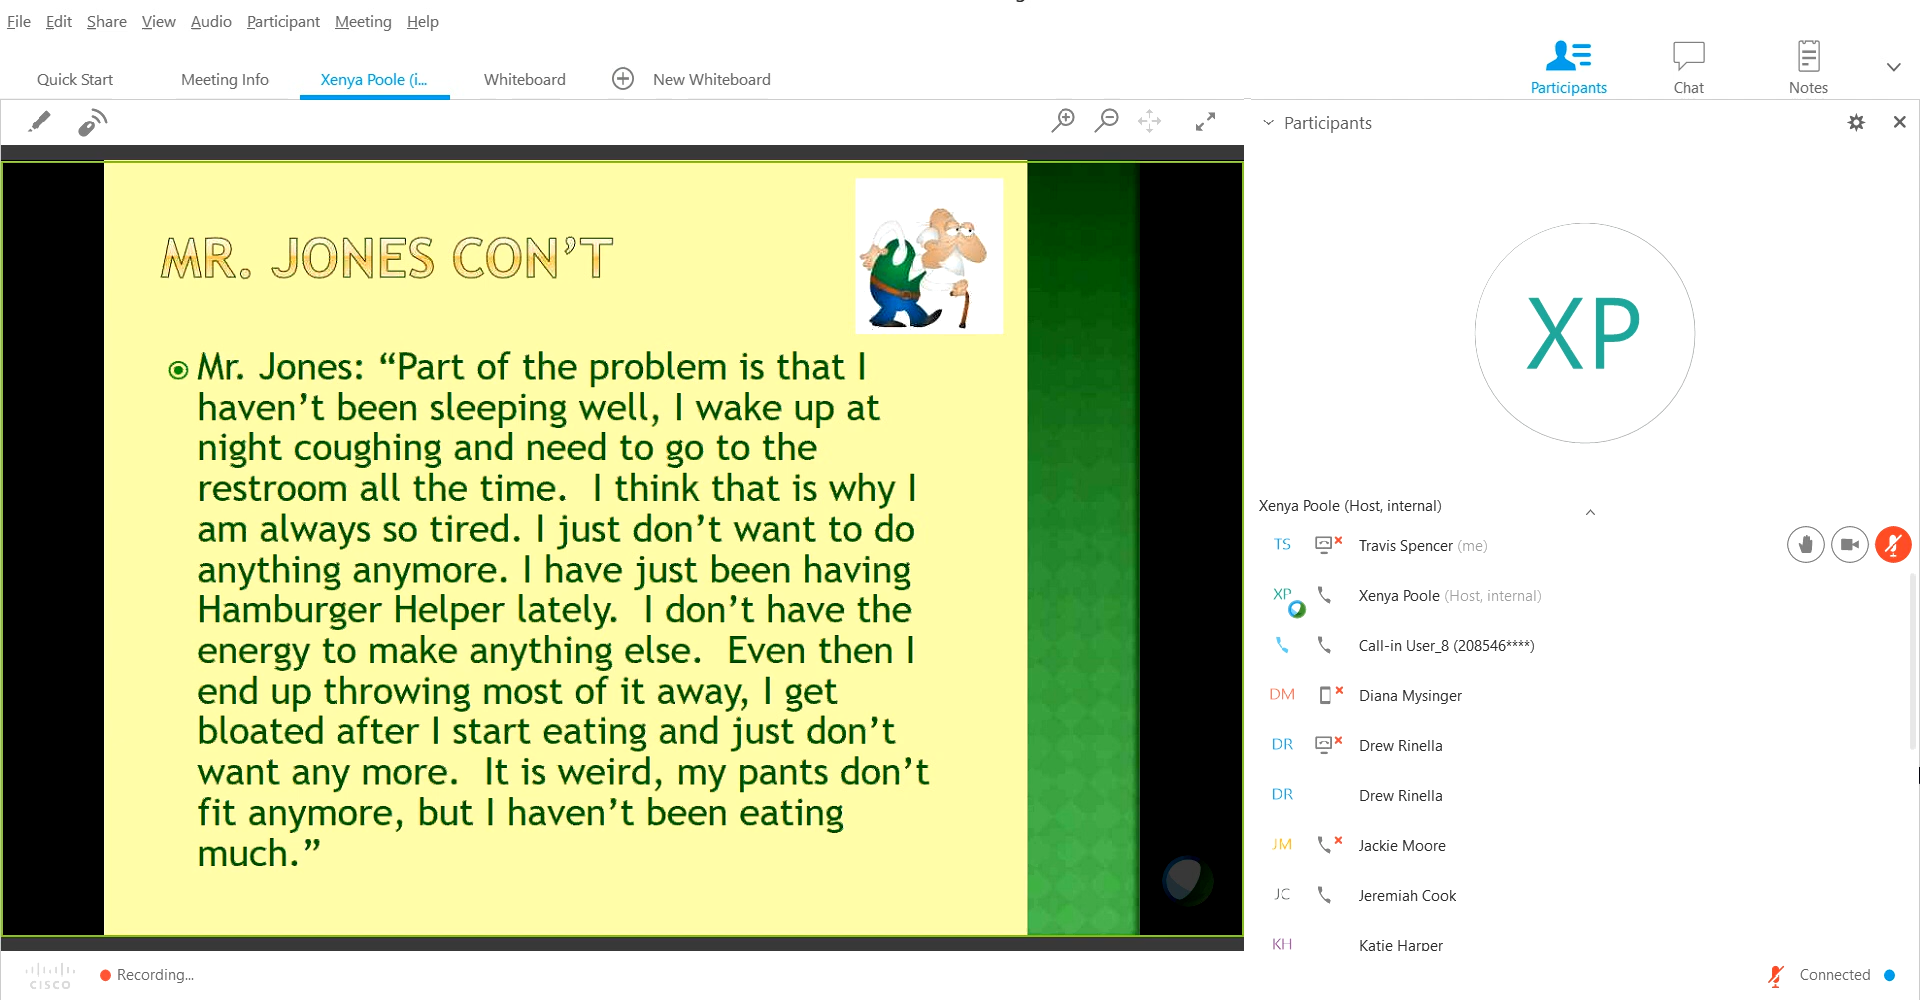 File Edit Share View Audio Participant Meeting Help
Quick Start Meeting Info Xenya Poole (i... Whiteboard New Whiteboard
Participants Chat Notes
Participants
MR. JONES CON’T
Mr. Jones: “Part of the problem is that I
haven’t been sleeping well, I wake up at
night coughing and need to go to the
restroom all the time.  I think that is why I
am always so tired. I just don’t want to do
anything anymore. I have just been having
Hamburger Helper lately.  I don’t have the
energy to make anything else.  Even then I
end up throwing most of it away, I get
bloated after I start eating and just don’t
want any more.  It is weird, my pants don’t
fit anymore, but I haven’t been eating
much.”
XP
Xenya Poole (Host, internal)
TS Travis Spencer (me)
XP Xenya Poole (Host, internal)
Call-in User_8 (208546****)
DM Diana Mysinger
DR Drew Rinella
DR Drew Rinella
JM Jackie Moore
JC Jeremiah Cook
KH Katie Harper
CISCO Recording...
Connected